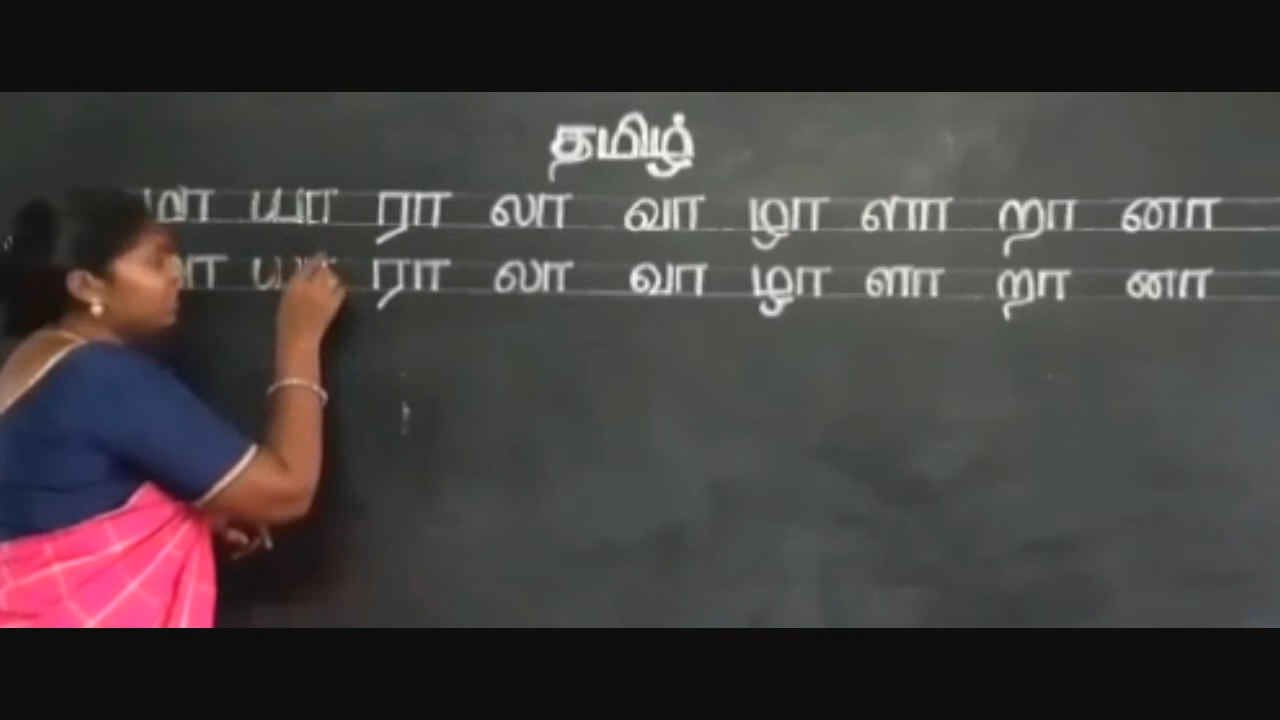 தமிழ்
மா யா ரா லா வா ழா ளா றா னா
யா ரா லா வா ழா ளா றா னா